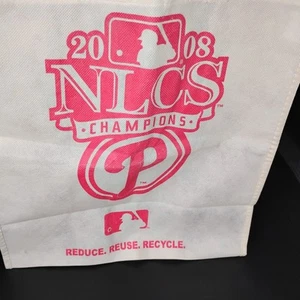 2008
NLCS
CHAMPIONS
P
REDUCE. REUSE. RECYCLE.